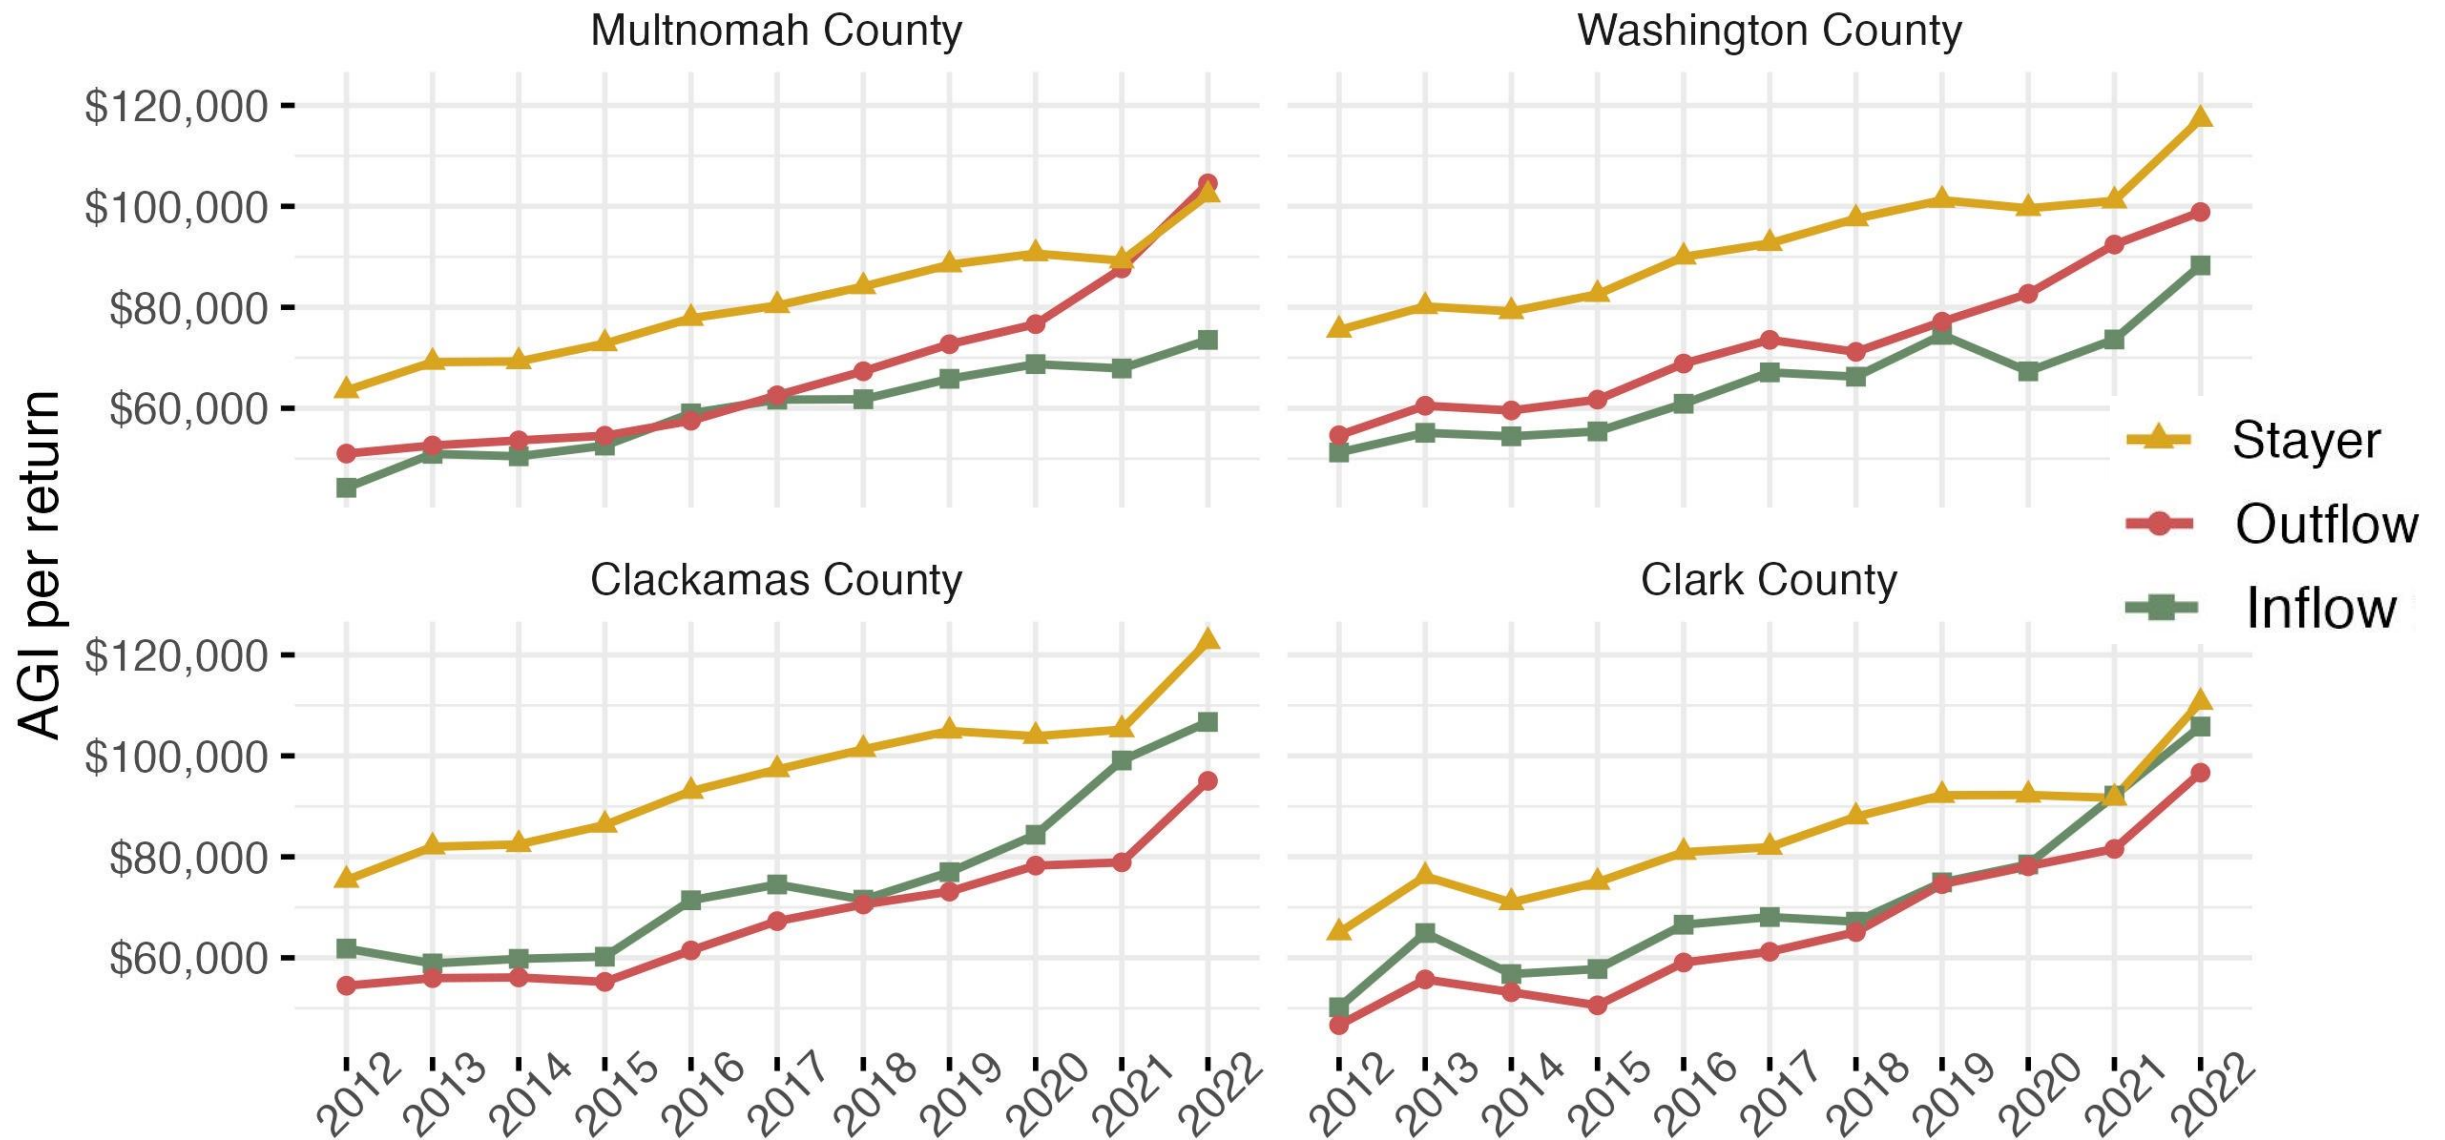 Multnomah County
Washington County
$120,000
$100,000
$80,000
$60,000
AGI per return
Stayer
Outflow
Inflow
Clackamas County
Clark County
$120,000
$100,000
$80,000
$60,000
2012 2013 2014 2015 2016 2017 2018 2019 2020 2021 2022
2012 2013 2014 2015 2016 2017 2018 2019 2020 2021 2022